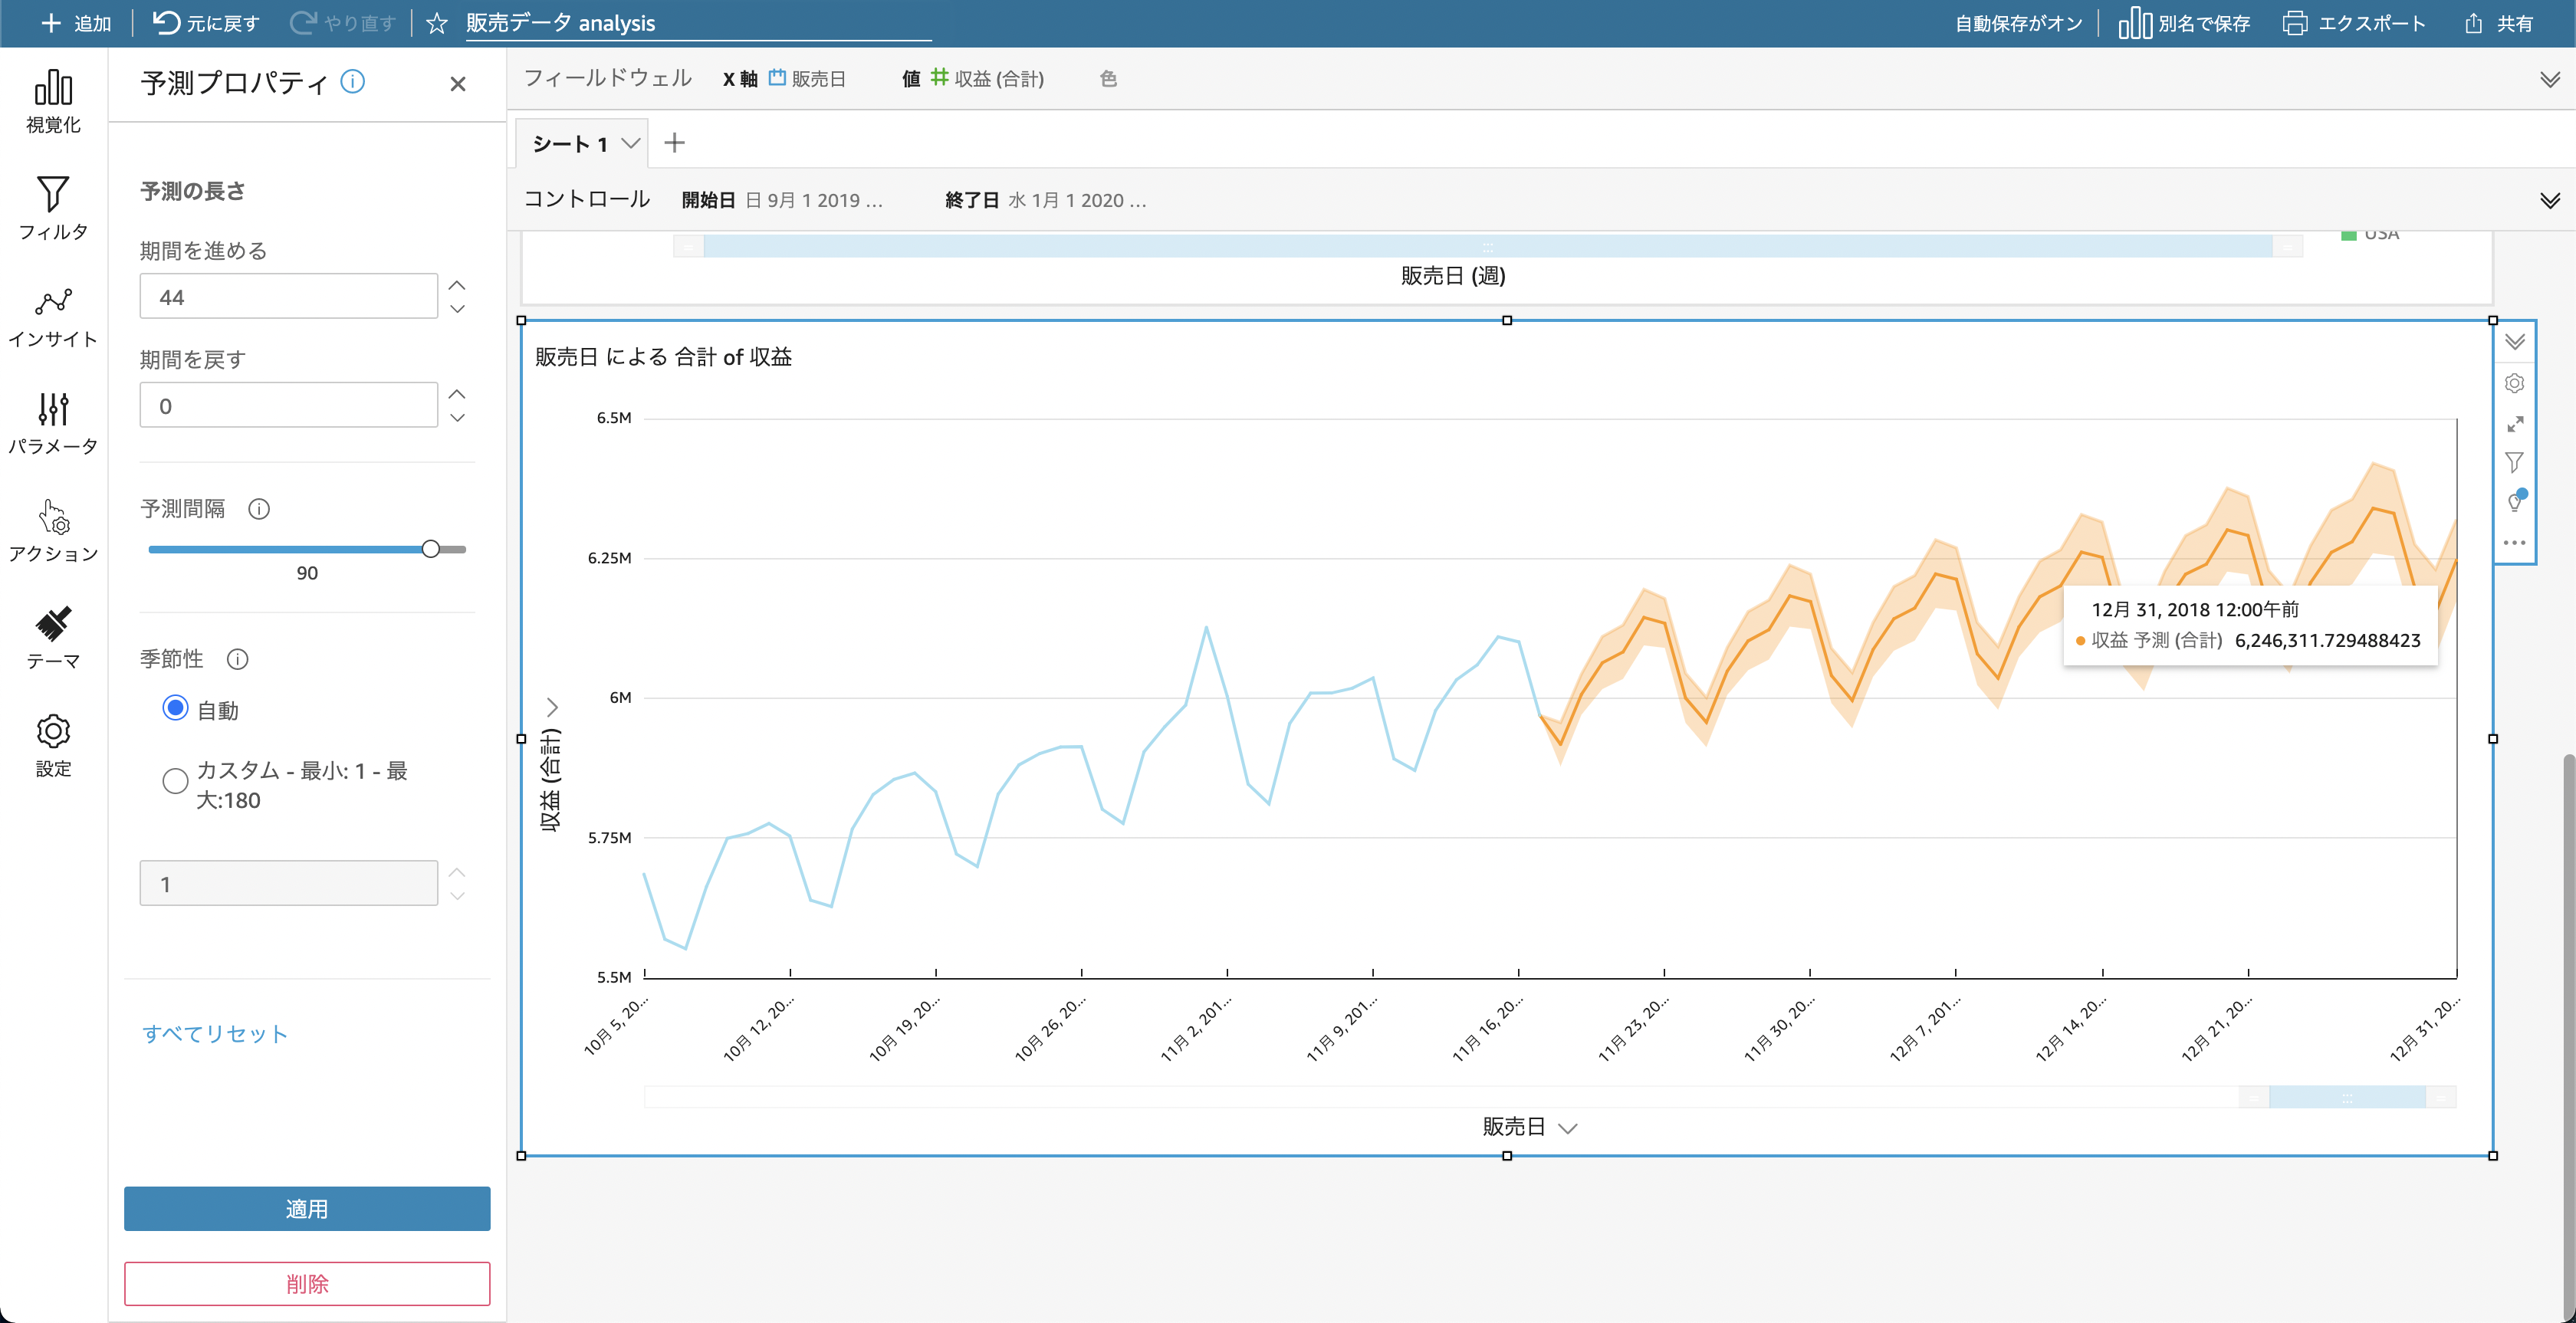 追加
元に戻す
やり直す
販売データ analysis
自動保存がオン
別名で保存
エクスポート
共有
視覚化
フィルタ
インサイト
パラメータ
アクション
テーマ
設定
予測プロパティ
予測の長さ
期間を進める
44
期間を戻す
0
予測間隔
90
季節性
自動
カスタム - 最小: 1 - 最
大:180
1
すべてリセット
適用
削除
フィールドウェル X 軸 販売日 値 収益 (合計) 色
シート 1
コントロール 開始日 日 9月 1 2019 ... 終了日 水 1月 1 2020 ...
USA
販売日 (週)
販売日 による 合計 of 収益
6.5M
6.25M
6M
5.75M
5.5M
収益 (合計)
12月 31, 2018 12:00午前
収益 予測 (合計) 6,246,311.729488423
10月 5, 20...
10月 12, 20...
10月 19, 20...
10月 26, 20...
11月 2, 201...
11月 9, 201...
11月 16, 20...
11月 23, 20...
11月 30, 20...
12月 7, 201...
12月 14, 20...
12月 21, 20...
12月 31, 20...
販売日